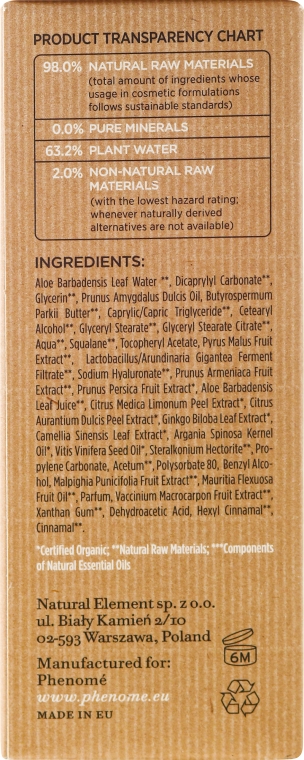 PRODUCT TRANSPARENCY CHART
98.0% NATURAL RAW MATERIALS
(total amount of ingredients whose
usage in cosmetic formulations
follows sustainable standards)
0.0% PURE MINERALS
63.2% PLANT WATER
2.0% NON-NATURAL RAW
MATERIALS
(with the lowest hazard rating;
whenever naturally derived
alternatives are not available)
INGREDIENTS:
Aloe Barbadensis Leaf Water **, Dicaprylyl Carbonate**,
Glycerin**, Prunus Amygdalus Dulcis Oil, Butyrospermum
Parkii Butter**, Caprylic/Capric Triglyceride**, Cetearyl
Alcohol**, Glyceryl Stearate**, Glyceryl Stearate Citrate**,
Aqua**, Squalane**, Tocopheryl Acetate, Pyrus Malus Fruit
Extract**, Lactobacillus/Arundinaria Gigantea Ferment
Filtrate**, Sodium Hyaluronate**, Prunus Armeniaca Fruit
Extract**, Prunus Persica Fruit Extract*, Aloe Barbadensis
Leaf Juice**, Citrus Medica Limonum Peel Extract*, Citrus
Aurantium Dulcis Peel Extract*, Ginkgo Biloba Leaf Extract*,
Camellia Sinensis Leaf Extract*, Argania Spinosa Kernel
Oil*, Vitis Vinifera Seed Oil*, Steralkonium Hectorite**, Pro-
pylene Carbonate, Acetum**, Polysorbate 80, Benzyl Alco-
hol, Malpighia Punicifolia Fruit Extract**, Mauritia Flexuosa
Fruit Oil**, Parfum, Vaccinium Macrocarpon Fruit Extract**,
Xanthan Gum**, Dehydroacetic Acid, Hexyl Cinnamal**,
Cinnamal**.
*Certified Organic; **Natural Raw Materials; ***Components
of Natural Essential Oils
Natural Element sp. z o.o.
ul. Biały Kamień 2/10
02-593 Warszawa, Poland
6M
Manufactured for:
Phenomé
www.phenome.eu
MADE IN EU